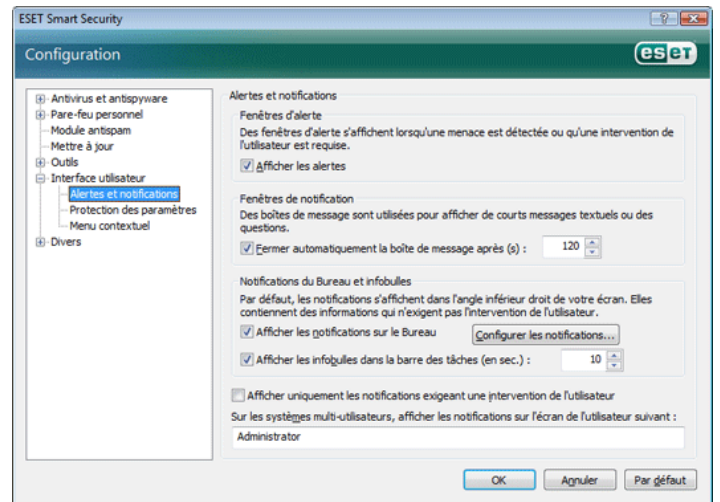 ESET Smart Security
Configuration
eseT
Antivirus et antispyware
Pare-feu personnel
Module antispam
Mettre à jour
Outils
Interface utilisateur
Alertes et notifications
Protection des paramètres
Menu contextuel
Divers
Alertes et notifications
Fenêtres d'alerte
Des fenêtres d'alerte s'affichent lorsqu'une menace est détectée ou qu'une intervention de
l'utilisateur est requise.
Afficher les alertes
Fenêtres de notification
Des boîtes de message sont utilisées pour afficher de courts messages textuels ou des
questions.
Fermer automatiquement la boîte de message après (s) : 120
Notifications du Bureau et infobulles
Par défaut, les notifications s'affichent dans l'angle inférieur droit de votre écran. Elles
contiennent des informations qui n'exigent pas l'intervention de l'utilisateur.
Afficher les notifications sur le Bureau Configurer les notifications...
Afficher les infobulles dans la barre des tâches (en sec.) : 10
Afficher uniquement les notifications exigeant une intervention de l'utilisateur
Sur les systèmes multi-utilisateurs, afficher les notifications sur l'écran de l'utilisateur suivant :
Administrator
OK Annuler Par défaut